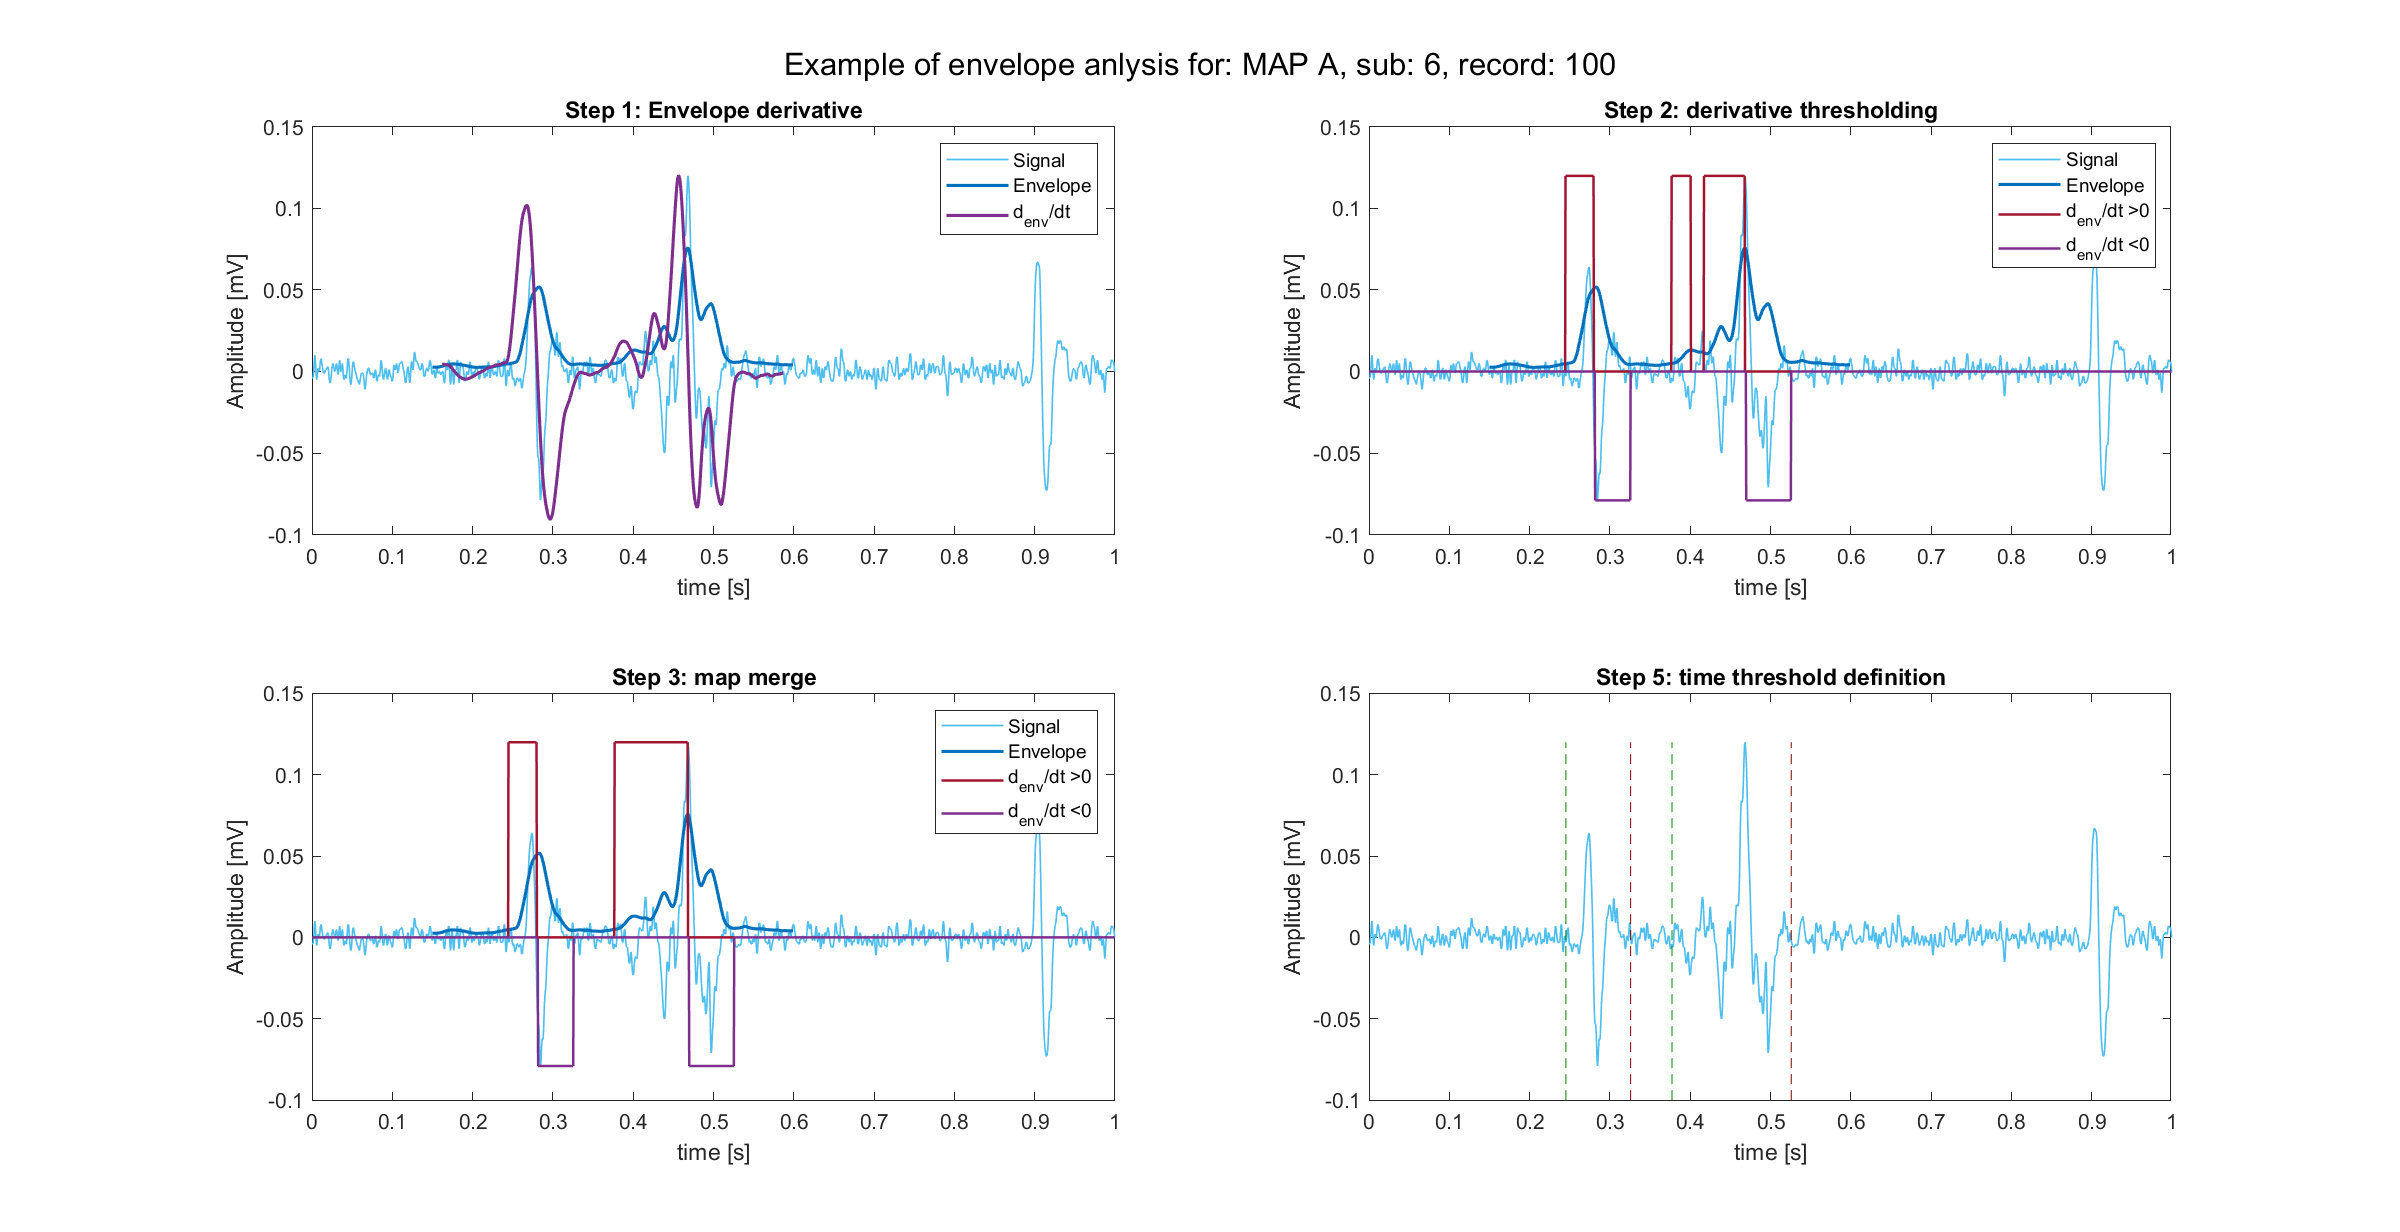 Example of envelope anlysis for: MAP A, sub: 6, record: 100
Step 1: Envelope derivative
0.15
0.1
0.05
0
-0.05
-0.1
Amplitude [mV]
0 0.1 0.2 0.3 0.4 0.5 0.6 0.7 0.8 0.9 1
time [s]
Signal
Envelope
d_env/dt
Step 2: derivative thresholding
0.15
0.1
0.05
0
-0.05
-0.1
Amplitude [mV]
0 0.1 0.2 0.3 0.4 0.5 0.6 0.7 0.8 0.9 1
time [s]
Signal
Envelope
d_env/dt >0
d_env/dt <0
Step 3: map merge
0.15
0.1
0.05
0
-0.05
-0.1
Amplitude [mV]
0 0.1 0.2 0.3 0.4 0.5 0.6 0.7 0.8 0.9 1
time [s]
Signal
Envelope
d_env/dt >0
d_env/dt <0
Step 5: time threshold definition
0.15
0.1
0.05
0
-0.05
-0.1
Amplitude [mV]
0 0.1 0.2 0.3 0.4 0.5 0.6 0.7 0.8 0.9 1
time [s]